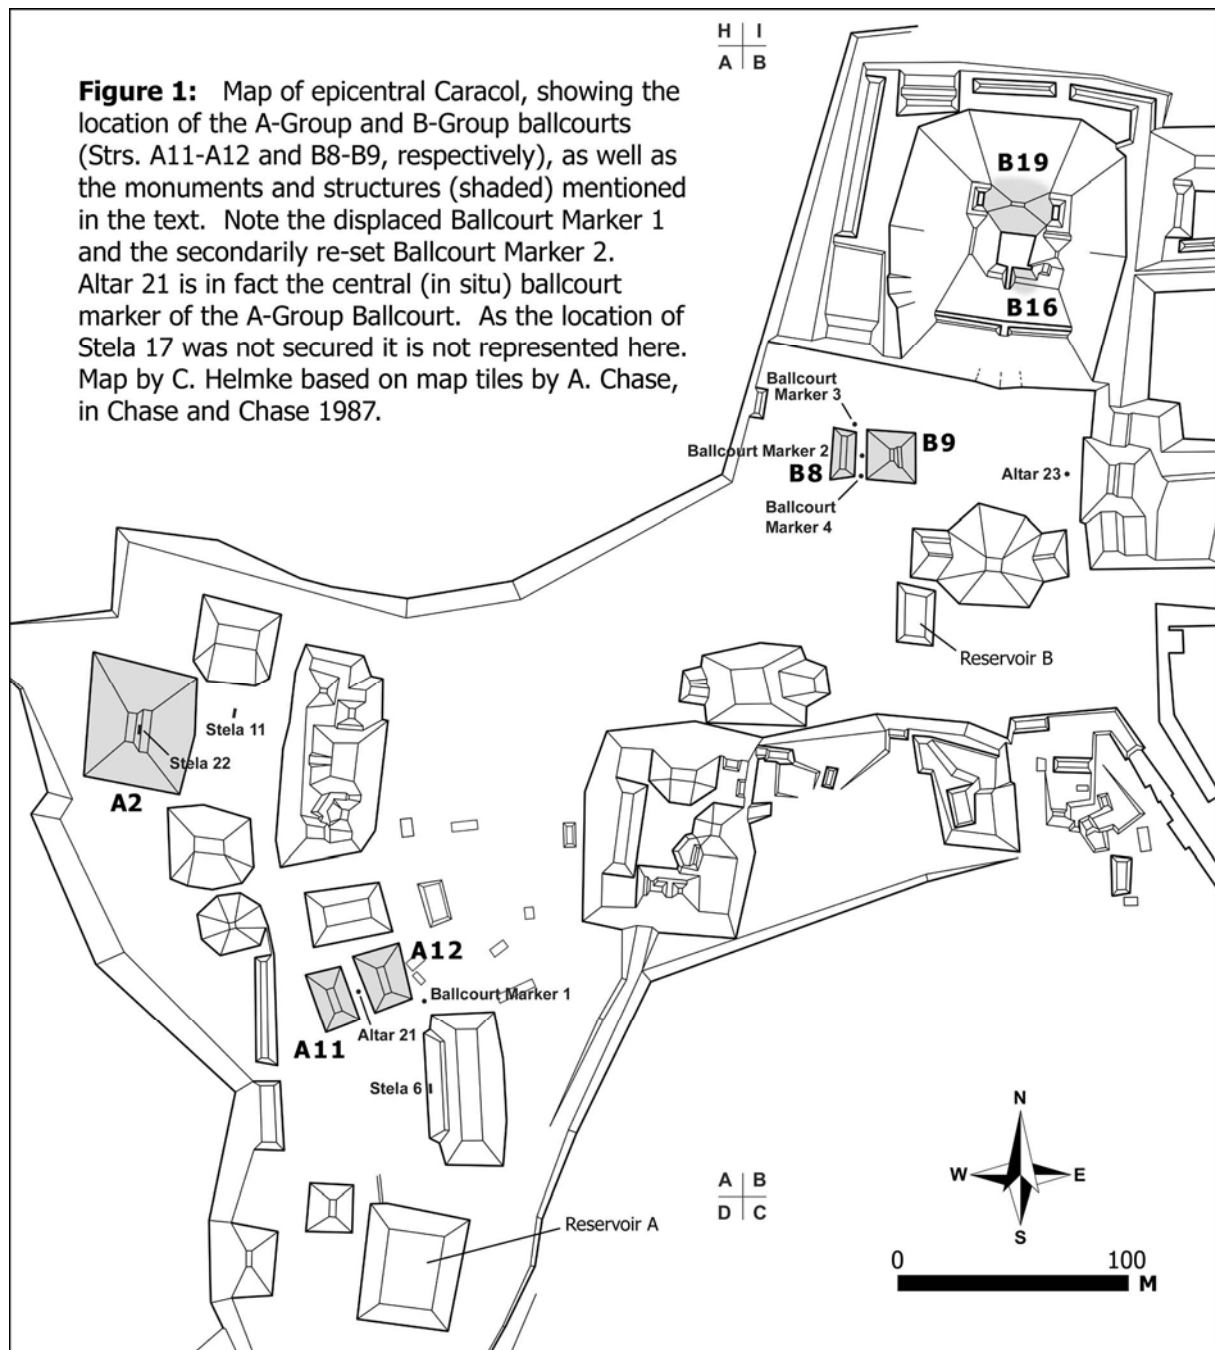 H I
A B
Figure 1: Map of epicentral Caracol, showing the
location of the A-Group and B-Group ballcourts
(Strs. A11-A12 and B8-B9, respectively), as well as
the monuments and structures (shaded) mentioned
in the text. Note the displaced Ballcourt Marker 1
and the secondarily re-set Ballcourt Marker 2.
Altar 21 is in fact the central (in situ) ballcourt
marker of the A-Group Ballcourt. As the location of
Stela 17 was not secured it is not represented here.
Map by C. Helmke based on map tiles by A. Chase,
in Chase and Chase 1987.
B19
B16
Ballcourt
Marker 3
Ballcourt Marker 2
B9
B8
Altar 23
Ballcourt
Marker 4
Reservoir B
Stela 11
Stela 22
A2
A12
Ballcourt Marker 1
Altar 21
A11
Stela 6
N
W E
S
A B
D C
Reservoir A
0 100
M